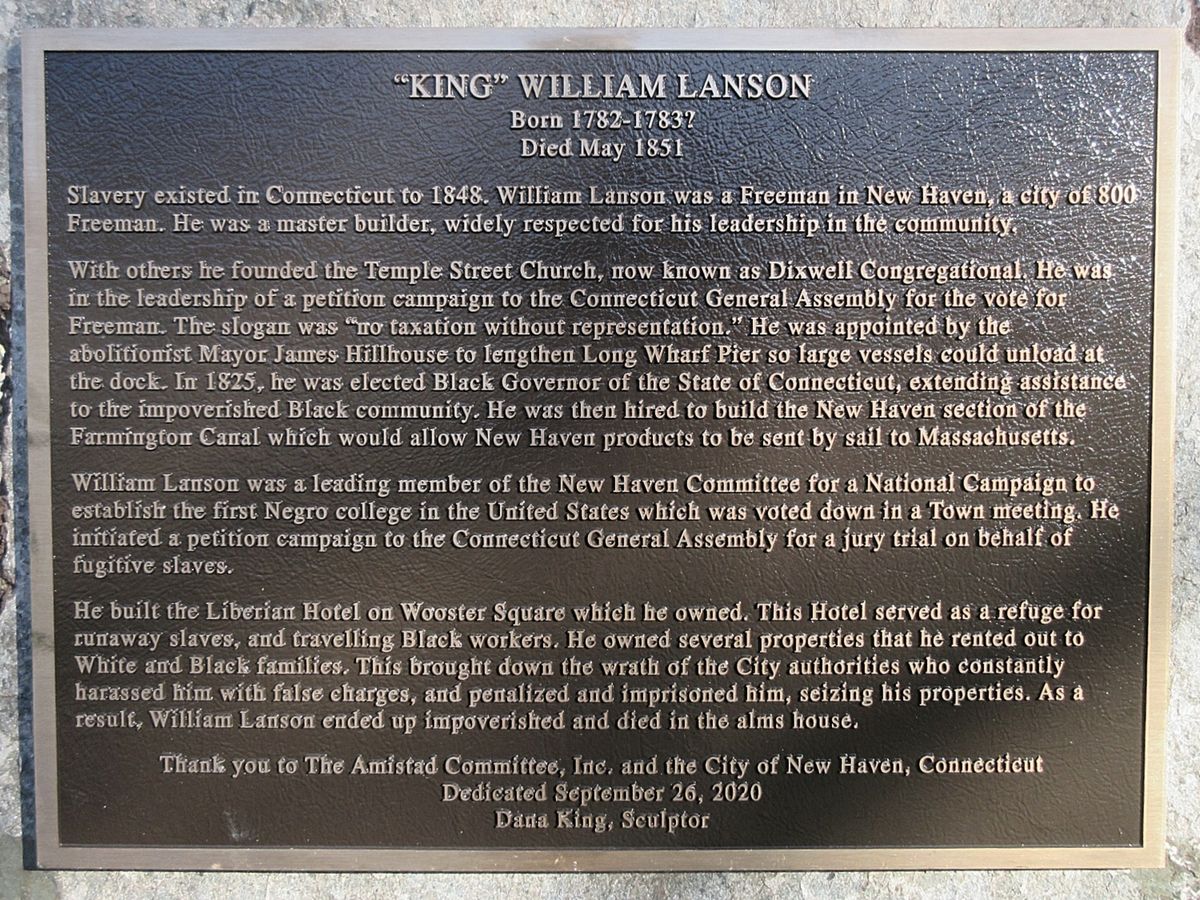 “KING” WILLIAM LANSON
Born 1782-1783?
Died May 1851
Slavery existed in Connecticut to 1848. William Lanson was a Freeman in New Haven, a city of 800
Freeman. He was a master builder, widely respected for his leadership in the community.
With others he founded the Temple Street Church, now known as Dixwell Congregational. He was
in the leadership of a petition campaign to the Connecticut General Assembly for the vote for
Freeman. The slogan was “no taxation without representation.” He was appointed by the
abolitionist Mayor James Hillhouse to lengthen Long Wharf Pier so large vessels could unload at
the dock. In 1825, he was elected Black Governor of the State of Connecticut, extending assistance
to the impoverished Black community. He was then hired to build the New Haven section of the
Farmington Canal which would allow New Haven products to be sent by sail to Massachusetts.
William Lanson was a leading member of the New Haven Committee for a National Campaign to
establish the first Negro college in the United States which was voted down in a Town meeting. He
initiated a petition campaign to the Connecticut General Assembly for a jury trial on behalf of
fugitive slaves.
He built the Liberian Hotel on Wooster Square which he owned. This Hotel served as a refuge for
runaway slaves, and travelling Black workers. He owned several properties that he rented out to
White and Black families. This brought down the wrath of the City authorities who constantly
harassed him with false charges, and penalized and imprisoned him, seizing his properties. As a
result, William Lanson ended up impoverished and died in the alms house.
Thank you to The Amistad Committee, Inc. and the City of New Haven, Connecticut
Dedicated September 26, 2020
Dana King, Sculptor